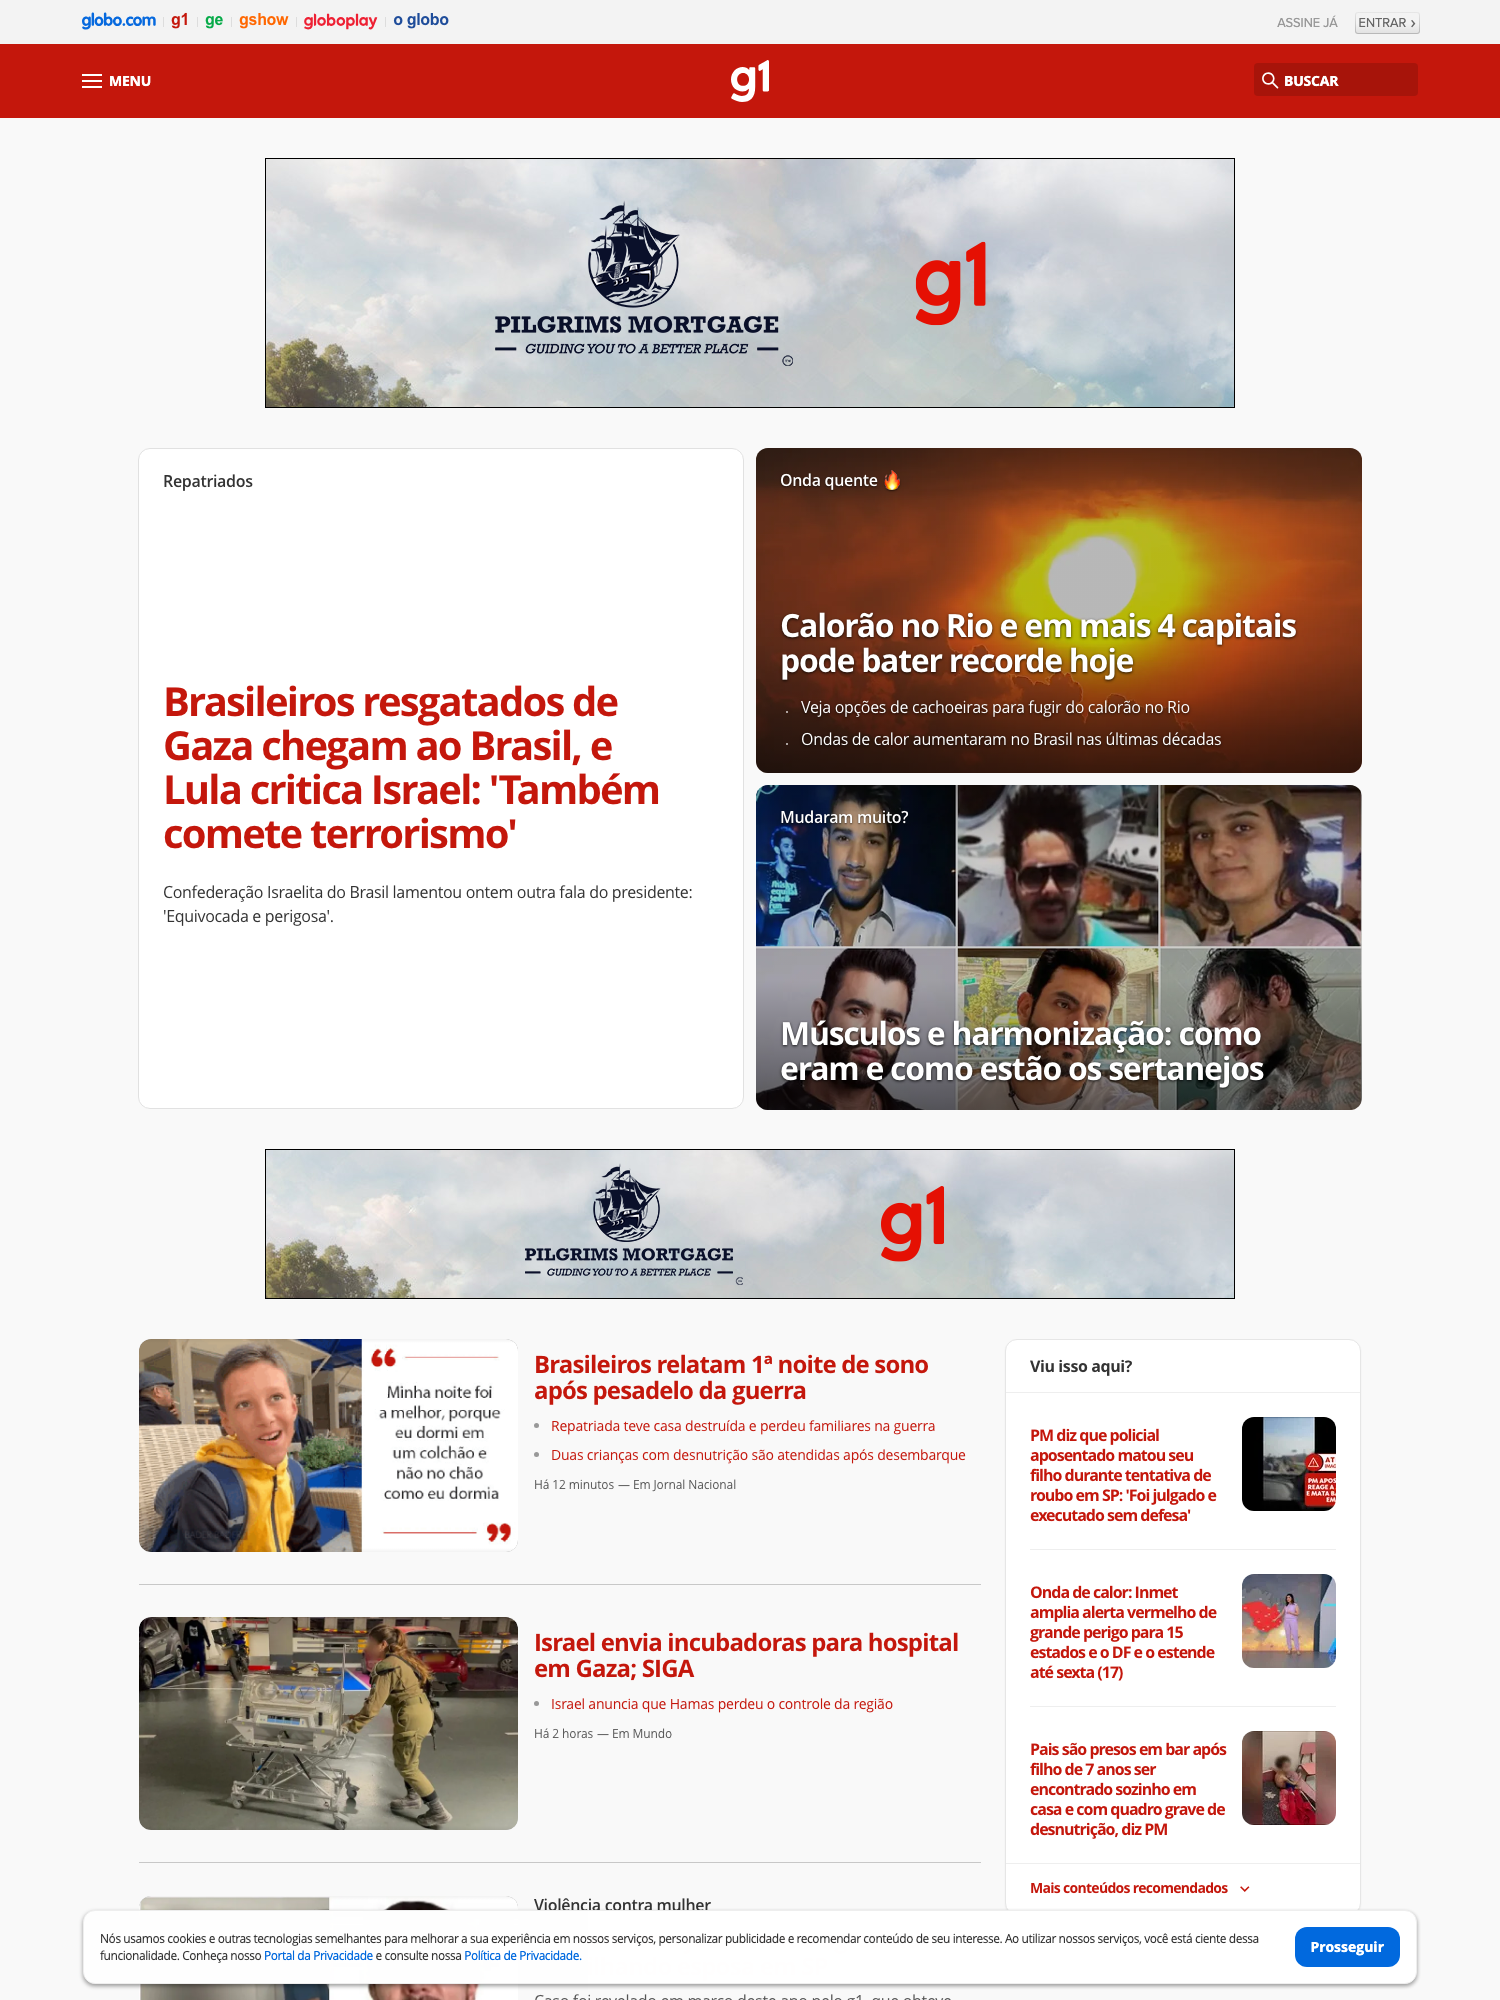 globo.com g1 ge gshow globoplay o globo
ASSINE JÁ ENTRAR ›
MENU
g1
BUSCAR
PILGRIMS MORTGAGE
GUIDING YOU TO A BETTER PLACE
g1
Repatriados
Brasileiros resgatados de
Gaza chegam ao Brasil, e
Lula critica Israel: 'Também
comete terrorismo'
Confederação Israelita do Brasil lamentou ontem outra fala do presidente:
'Equivocada e perigosa'.
Onda quente 🔥
Calorão no Rio e em mais 4 capitais
pode bater recorde hoje
. Veja opções de cachoeiras para fugir do calorão no Rio
. Ondas de calor aumentaram no Brasil nas últimas décadas
Mudaram muito?
Músculos e harmonização: como
eram e como estão os sertanejos
PILGRIMS MORTGAGE
GUIDING YOU TO A BETTER PLACE
g1
“
Minha noite foi
a melhor, porque
eu dormi em
um colchão e
não no chão
como eu dormia
”
Brasileiros relatam 1ª noite de sono
após pesadelo da guerra
• Repatriada teve casa destruída e perdeu familiares na guerra
• Duas crianças com desnutrição são atendidas após desembarque
Há 12 minutos — Em Jornal Nacional
Israel envia incubadoras para hospital
em Gaza; SIGA
• Israel anuncia que Hamas perdeu o controle da região
Há 2 horas — Em Mundo
Violência contra mulher
Caso foi revelado em março deste ano pelo g1, que obteve
Viu isso aqui?
PM diz que policial
aposentado matou seu
filho durante tentativa de
roubo em SP: 'Foi julgado e
executado sem defesa'
Onda de calor: Inmet
amplia alerta vermelho de
grande perigo para 15
estados e o DF e o estende
até sexta (17)
Pais são presos em bar após
filho de 7 anos ser
encontrado sozinho em
casa e com quadro grave de
desnutrição, diz PM
Mais conteúdos recomendados
Nós usamos cookies e outras tecnologias semelhantes para melhorar a sua experiência em nossos serviços, personalizar publicidade e recomendar conteúdo de seu interesse. Ao utilizar nossos serviços, você está ciente dessa
funcionalidade. Conheça nosso Portal da Privacidade e consulte nossa Política de Privacidade.
Prosseguir